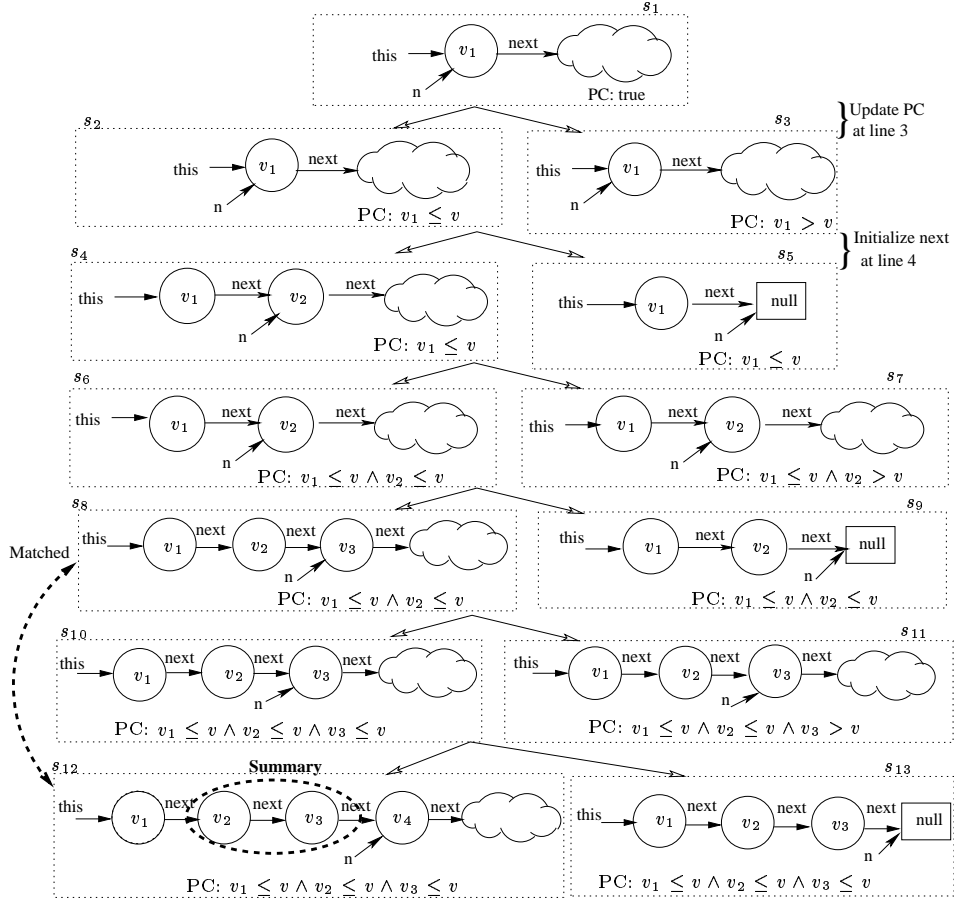 s₁
this v₁ next
n
PC: true
Update PC
at line 3
s₂
this v₁ next
n
PC: v₁ ≤ v
s₃
this v₁ next
n
PC: v₁ > v
Initialize next
at line 4
s₄
this v₁ next v₂ next
n
PC: v₁ ≤ v
s₅
this v₁ next null
n
PC: v₁ ≤ v
s₆
this v₁ next v₂ next
n
PC: v₁ ≤ v ∧ v₂ ≤ v
s₇
this v₁ next v₂ next
n
PC: v₁ ≤ v ∧ v₂ > v
Matched
s₈
this v₁ next v₂ next v₃ next
n
PC: v₁ ≤ v ∧ v₂ ≤ v
s₉
this v₁ next v₂ next null
n
PC: v₁ ≤ v ∧ v₂ ≤ v
s₁₀
this v₁ next v₂ next v₃ next
n
PC: v₁ ≤ v ∧ v₂ ≤ v ∧ v₃ ≤ v
s₁₁
this v₁ next v₂ next v₃ next
n
PC: v₁ ≤ v ∧ v₂ ≤ v ∧ v₃ > v
s₁₂
Summary
this v₁ next v₂ next v₃ next v₄ next
n
PC: v₁ ≤ v ∧ v₂ ≤ v ∧ v₃ ≤ v
s₁₃
this v₁ next v₂ next v₃ next null
n
PC: v₁ ≤ v ∧ v₂ ≤ v ∧ v₃ ≤ v